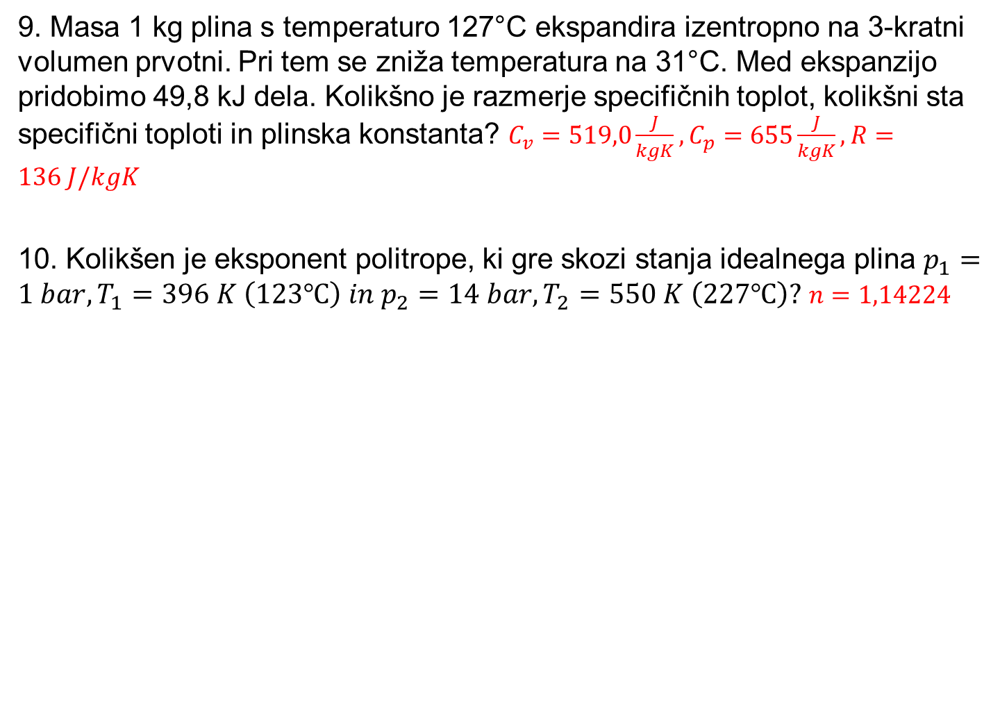 9. Masa 1 kg plina s temperaturo 127°C ekspandira izentropno na 3-kratni
volumen prvotni. Pri tem se zniža temperatura na 31°C. Med ekspanzijo
pridobimo 49,8 kJ dela. Kolikšno je razmerje specifičnih toplot, kolikšni sta
specifični toploti in plinska konstanta? C_v = 519,0 J/kgK, C_p = 655 J/kgK, R =
136 J/kgK
10. Kolikšen je eksponent politrope, ki gre skozi stanja idealnega plina p_1 =
1 bar, T_1 = 396 K (123°C) in p_2 = 14 bar, T_2 = 550 K (227°C)? n = 1,14224